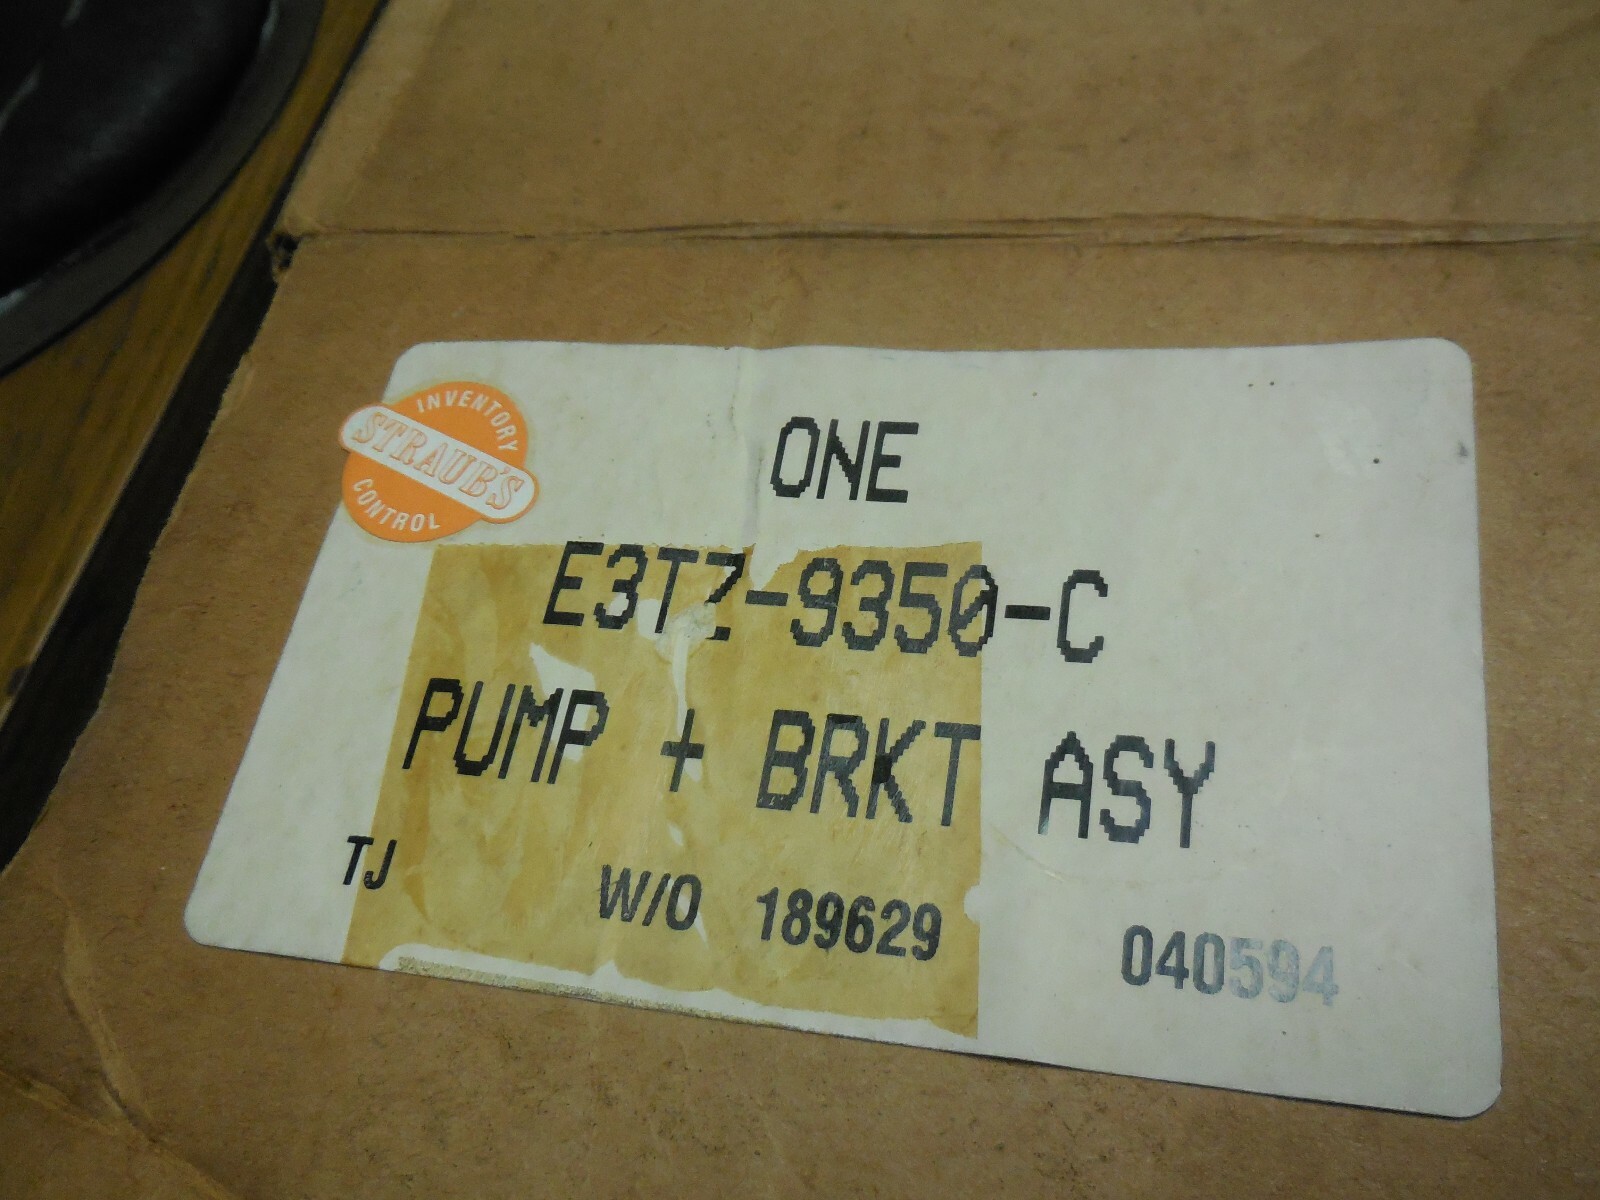 INVENTORY
STRAUB'S
CONTROL
ONE
E3TZ-9350-C
PUMP + BRKT ASY
TJ W/O 189629 040594